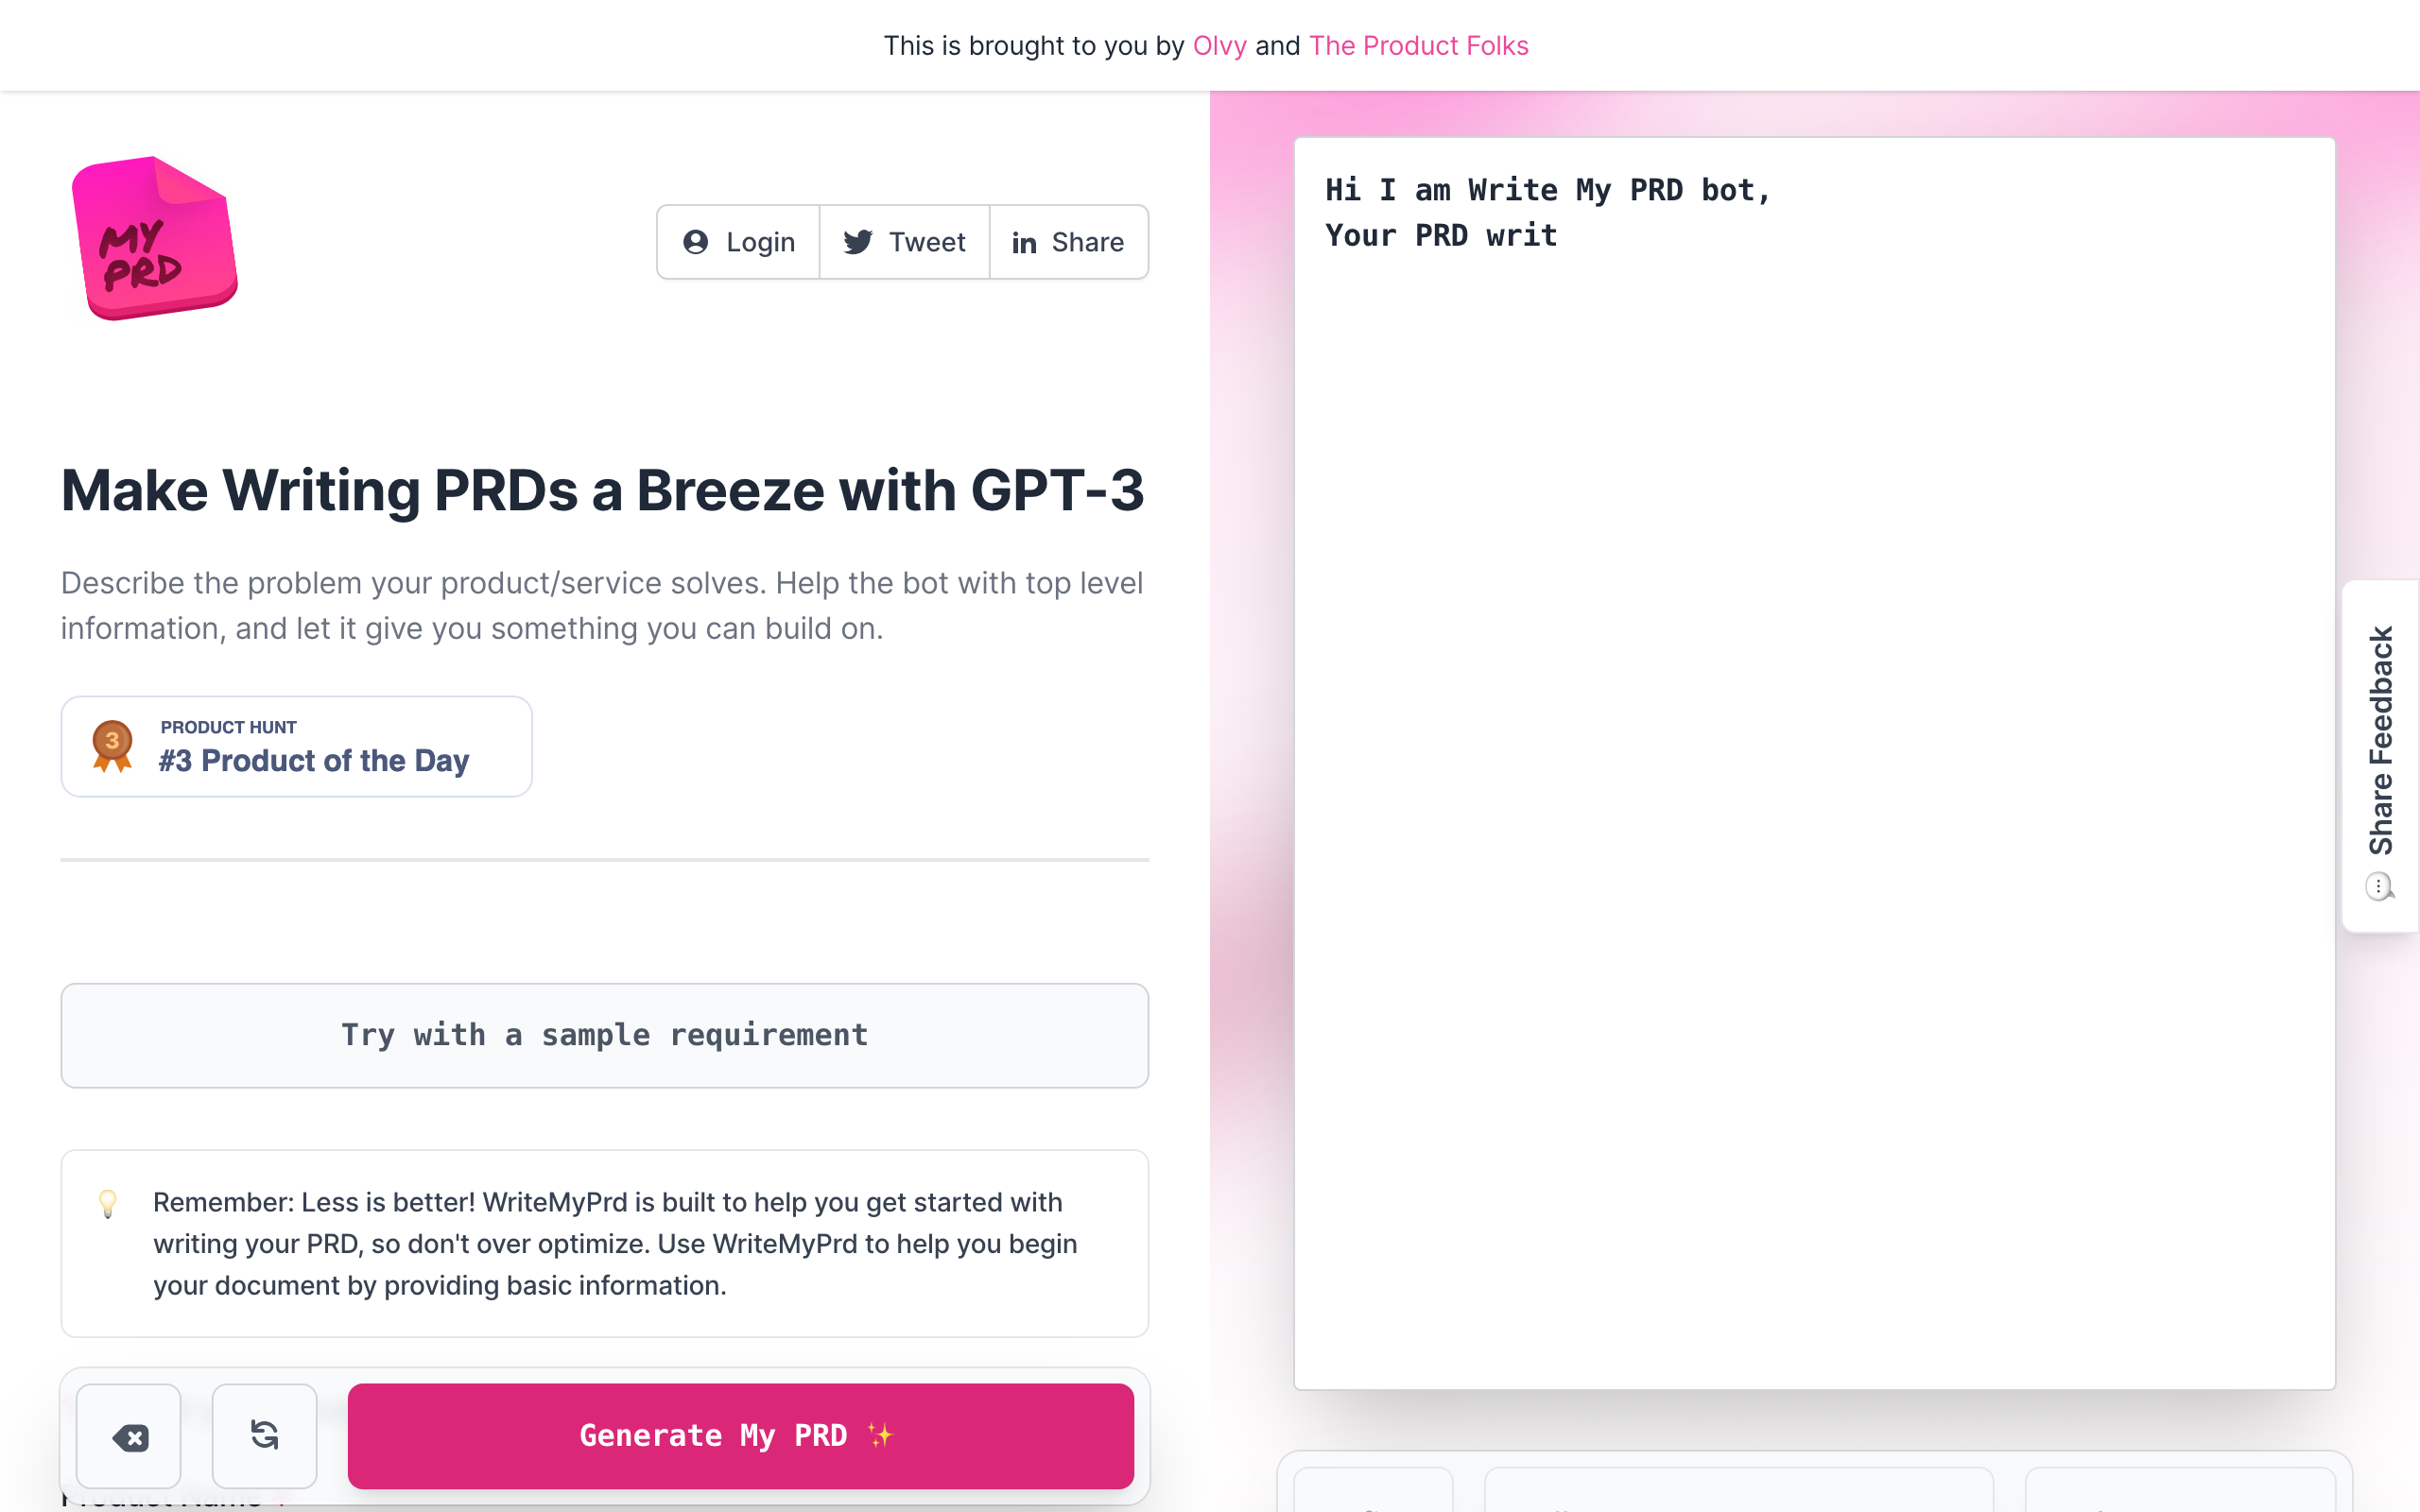 This is brought to you by Olvy and The Product Folks
MY
PRD
Login
Tweet
in Share
Make Writing PRDs a Breeze with GPT-3
Describe the problem your product/service solves. Help the bot with top level
information, and let it give you something you can build on.
3
PRODUCT HUNT
#3 Product of the Day
Try with a sample requirement
Remember: Less is better! WriteMyPrd is built to help you get started with
writing your PRD, so don't over optimize. Use WriteMyPrd to help you begin
your document by providing basic information.
Generate My PRD ✨
Product Name *
Hi I am Write My PRD bot,
Your PRD writ
Share Feedback